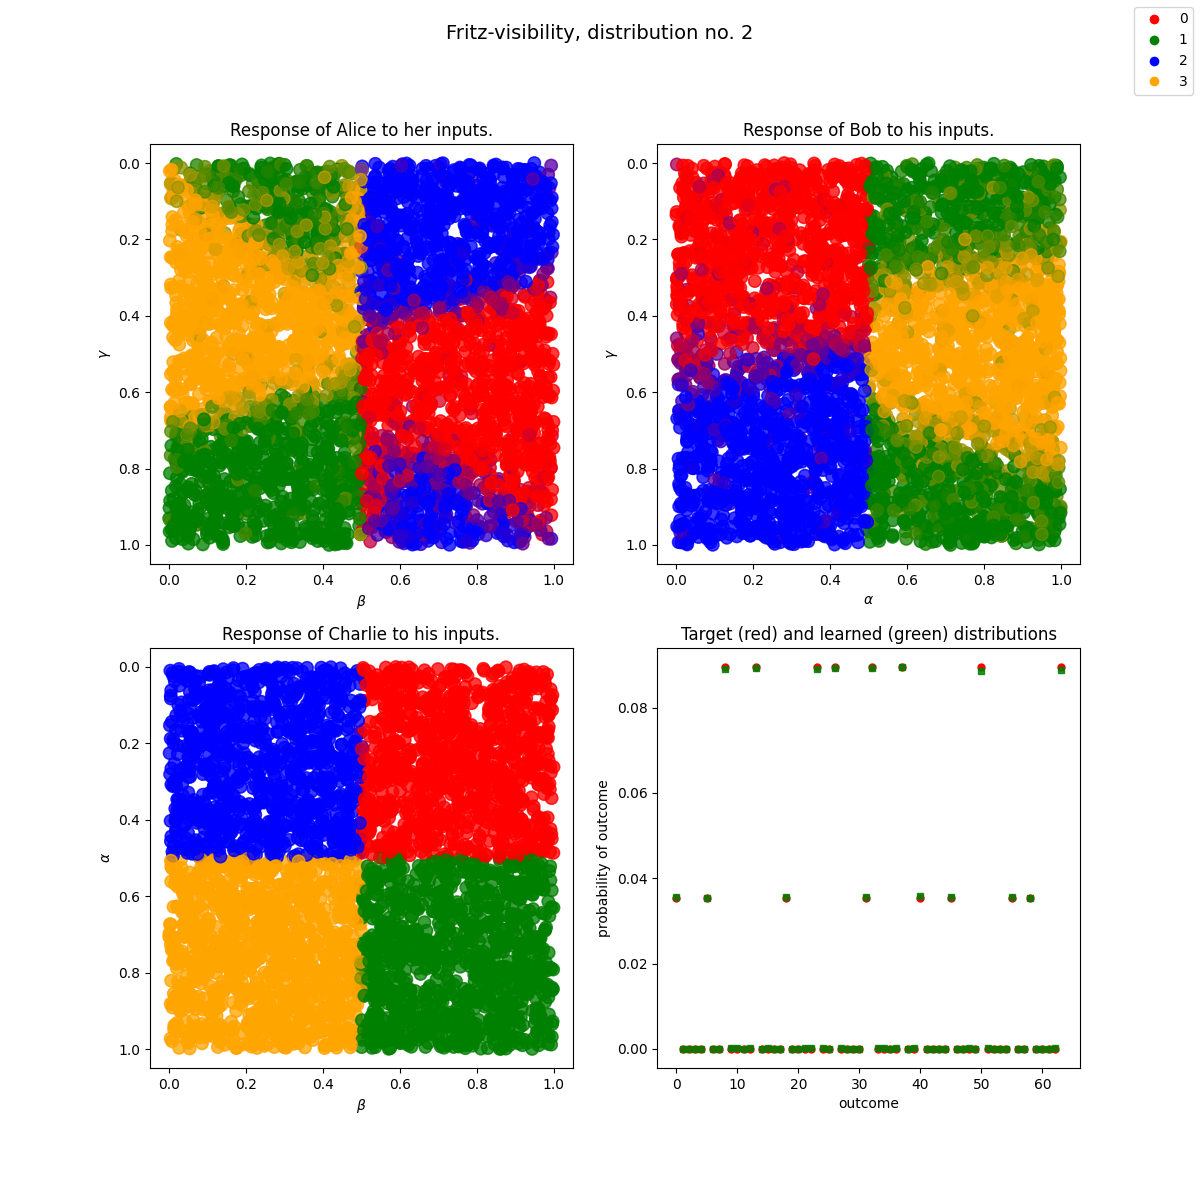 Fritz-visibility, distribution no. 2
0
1
2
3
Response of Alice to her inputs.
0.0
0.2
0.4
0.6
0.8
1.0
γ
0.0 0.2 0.4 0.6 0.8 1.0
β
Response of Bob to his inputs.
0.0
0.2
0.4
0.6
0.8
1.0
γ
0.0 0.2 0.4 0.6 0.8 1.0
α
Response of Charlie to his inputs.
0.0
0.2
0.4
0.6
0.8
1.0
α
0.0 0.2 0.4 0.6 0.8 1.0
β
Target (red) and learned (green) distributions
0.08
0.06
0.04
0.02
0.00
probability of outcome
0 10 20 30 40 50 60
outcome